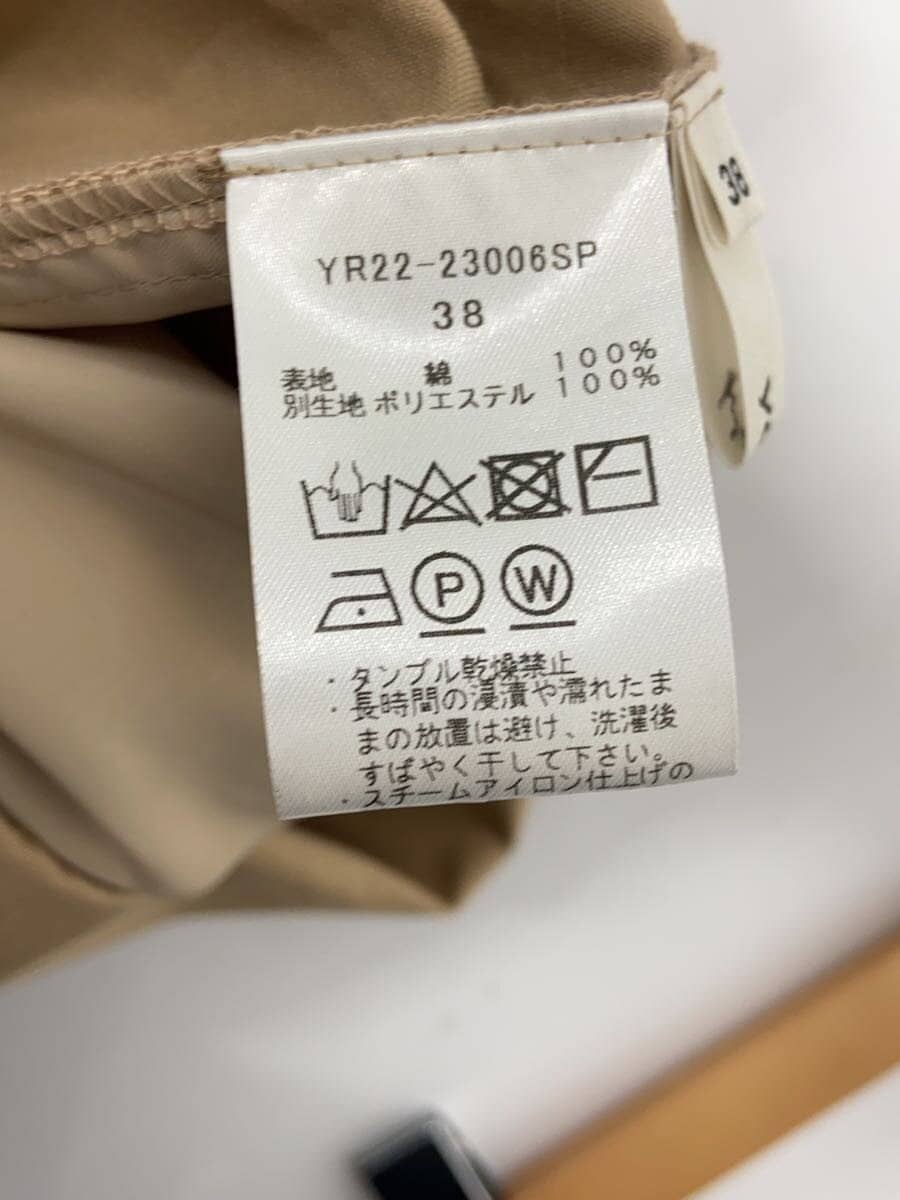 YR22-23006SP
38
表地 綿 100%
別生地 ポリエステル 100%
P W
・タンブル乾燥禁止
・長時間の浸漬や濡れたま
まの放置は避け、洗濯後
すばやく干して下さい。
・スチームアイロン仕上げの
38